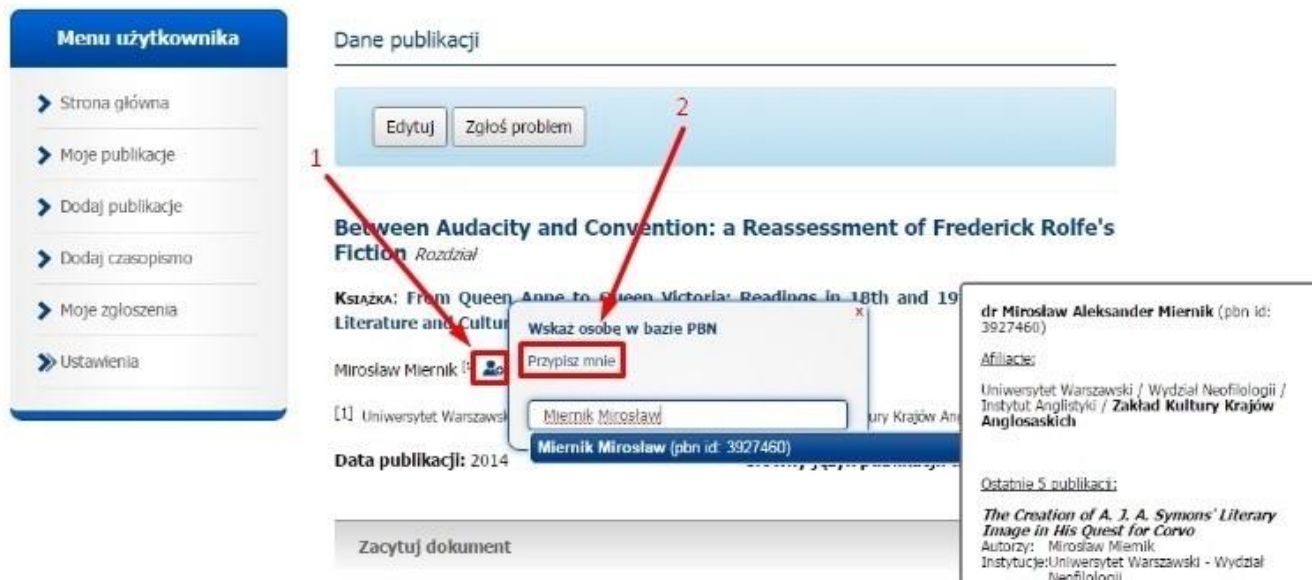 Menu użytkownika
Strona główna
Moje publikacje
Dodaj publikacje
Dodaj czasopismo
Moje zgłoszenia
Ustawienia
Dane publikacji
Edytuj Zgłoś problem
1
2
Between Audacity and Convention: a Reassessment of Frederick Rolfe's
Fiction Rozdział
Książka: From Queen Anne to Queen Victoria: Readings in 18th and 19
Literature and Cultur
Mirosław Miernik
[1] Uniwersytet Warszawsk
ury Krajów An
Data publikacji: 2014
Wskaż osobę w bazie PBN
x
Przypisz mnie
Miernik Mirosław
Miernik Mirosław (pbn id: 3927460)
Zacytuj dokument
dr Mirosław Aleksander Miernik (pbn id:
3927460)
Afiliacje:
Uniwersytet Warszawski / Wydział Neofilologii /
Instytut Anglistyki / Zakład Kultury Krajów
Anglosaskich
Ostatnie 5 publikacji:
The Creation of A. J. A. Symons' Literary
Image in His Quest for Corvo
Autorzy: Mirosław Miernik
Instytucje:Uniwersytet Warszawski - Wydział
Neofilologii